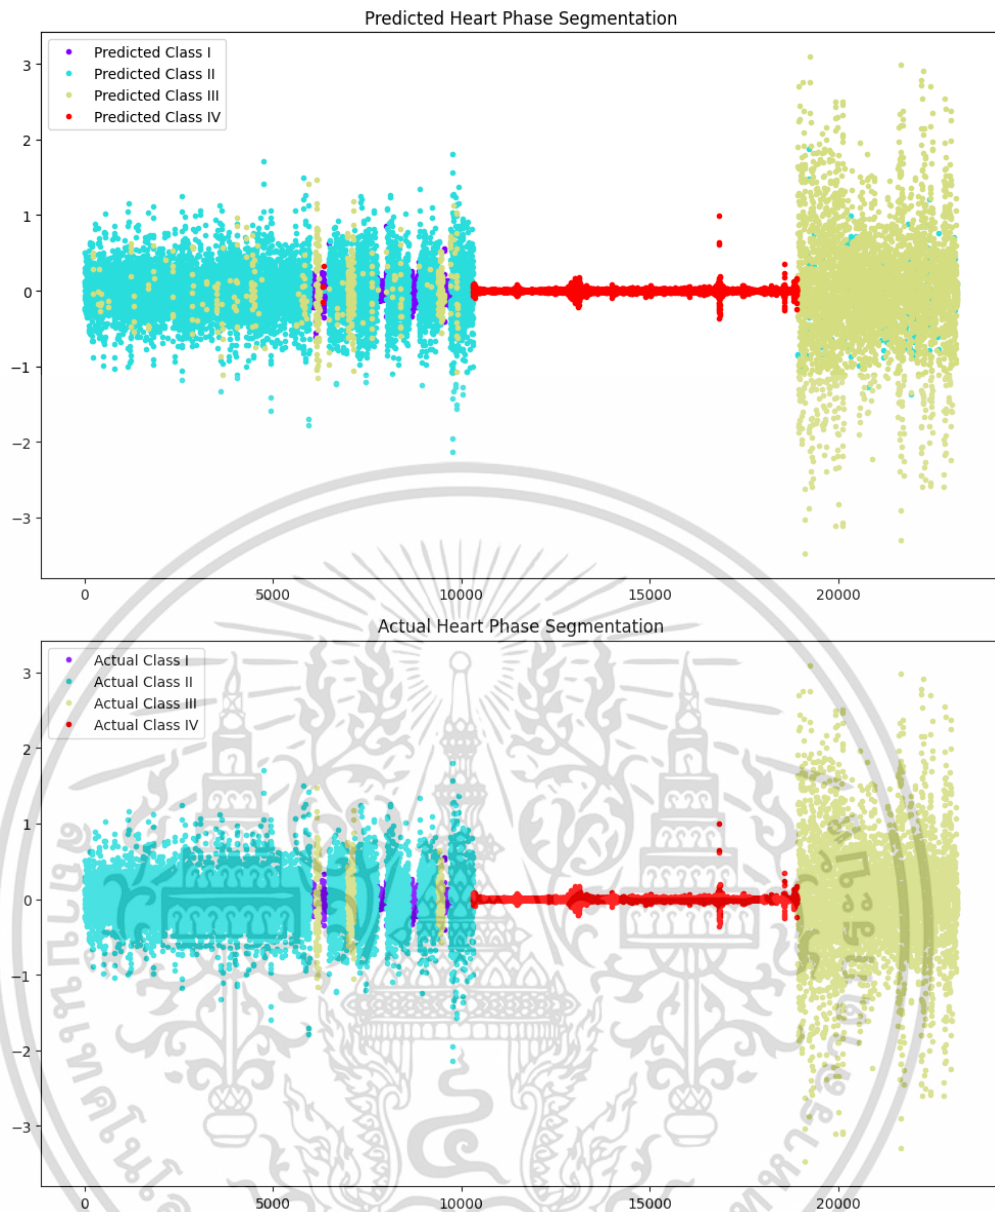 Predicted Heart Phase Segmentation
Predicted Class I
Predicted Class II
Predicted Class III
Predicted Class IV
3
2
1
0
−1
−2
−3
0 5000 10000 15000 20000
Actual Heart Phase Segmentation
Actual Class I
Actual Class II
Actual Class III
Actual Class IV
3
2
1
0
−1
−2
−3
0 5000 10000 15000 20000